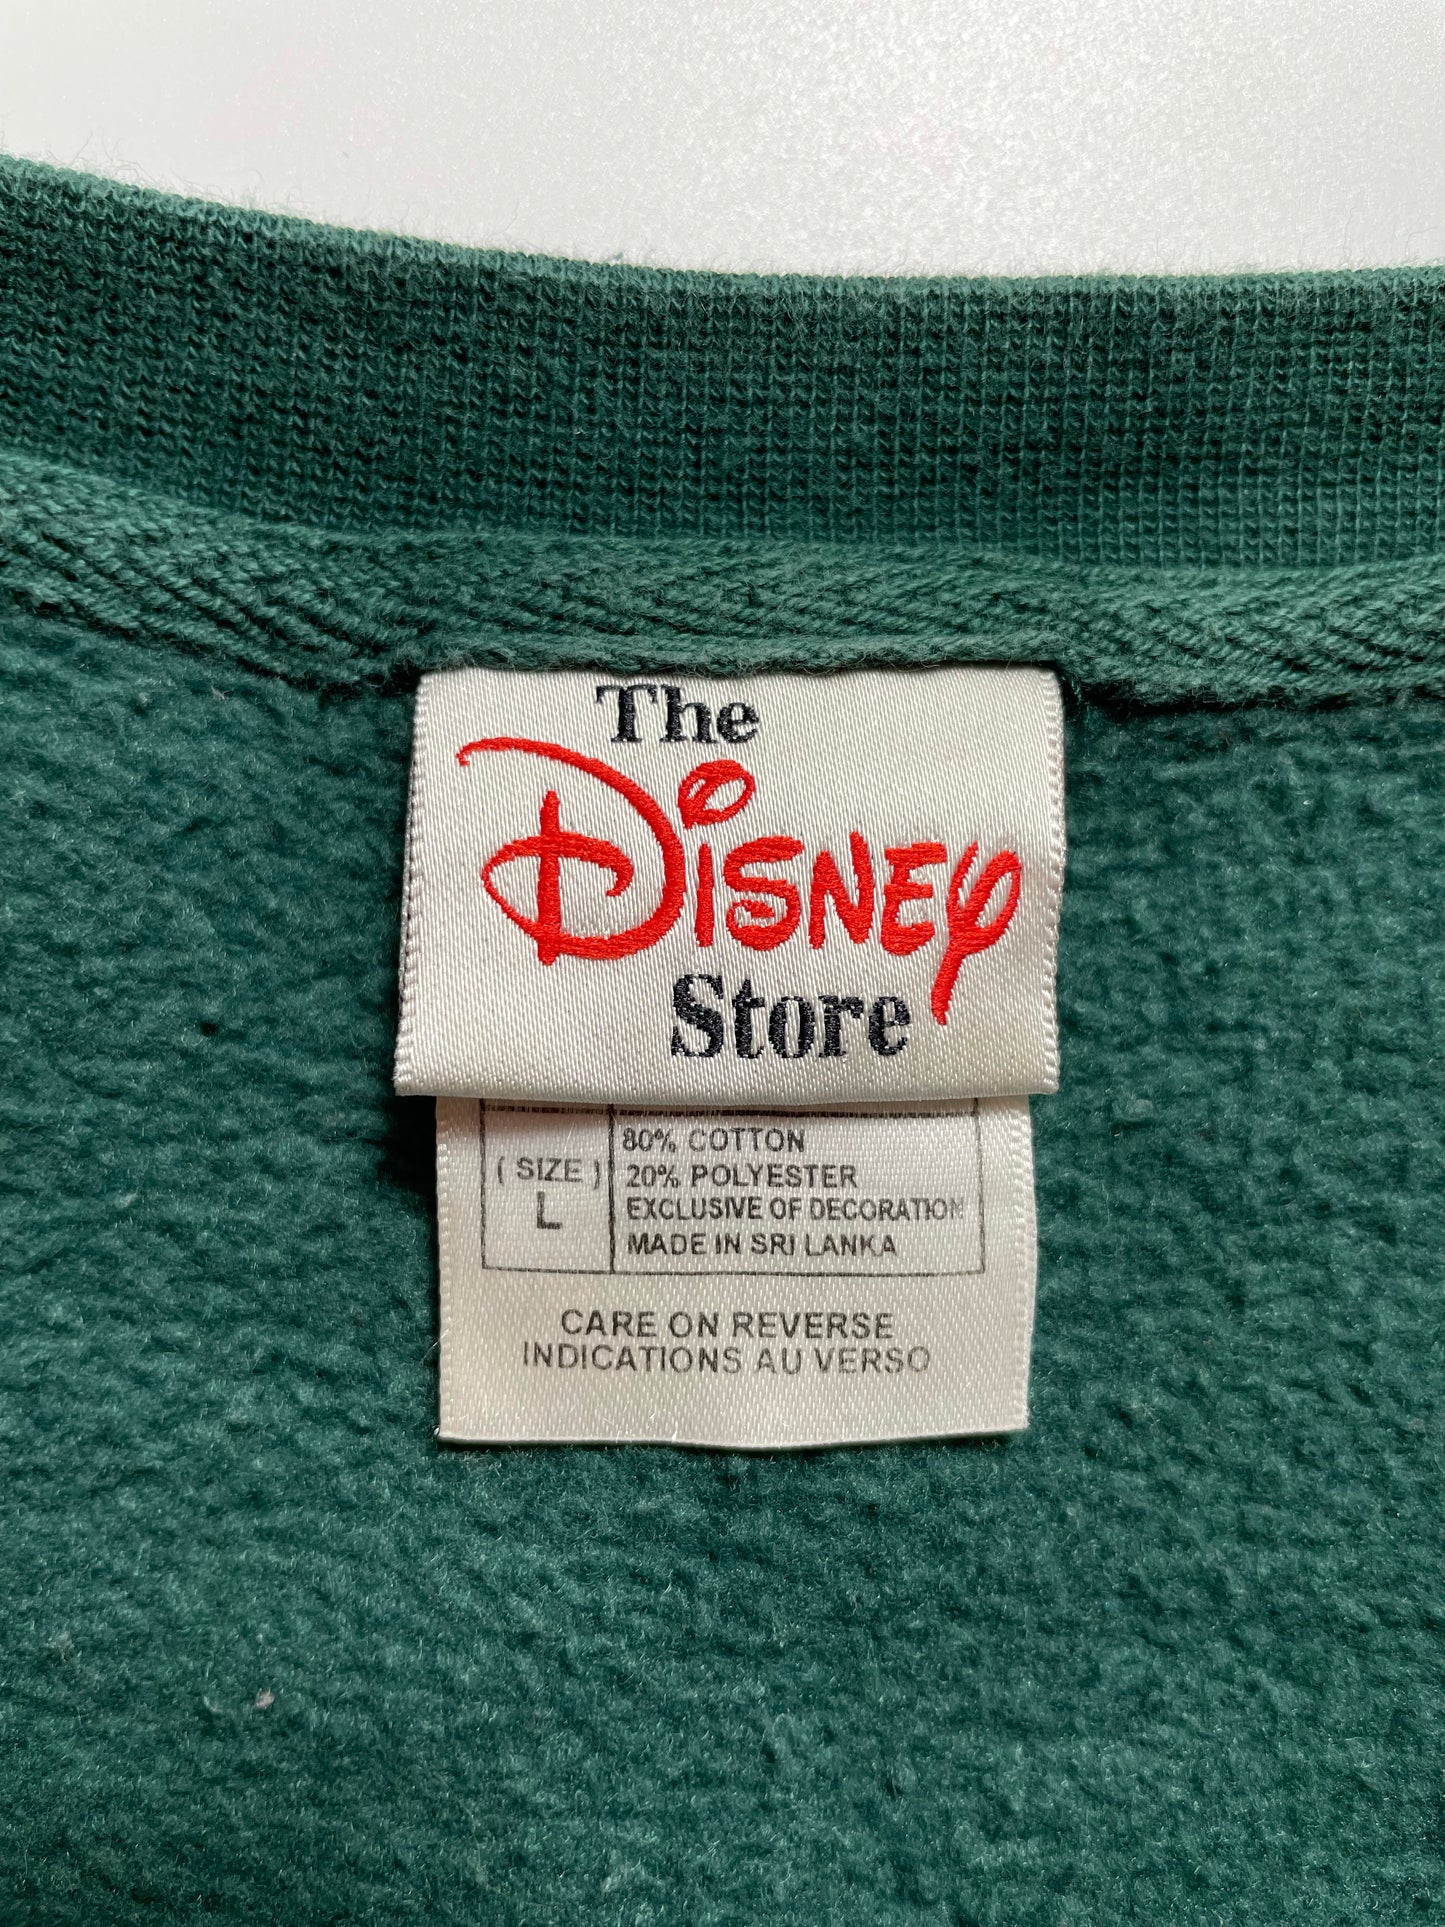 The
Disney
Store
80% COTTON
( SIZE ) 20% POLYESTER
L EXCLUSIVE OF DECORATION
MADE IN SRI LANKA
CARE ON REVERSE
INDICATIONS AU VERSO